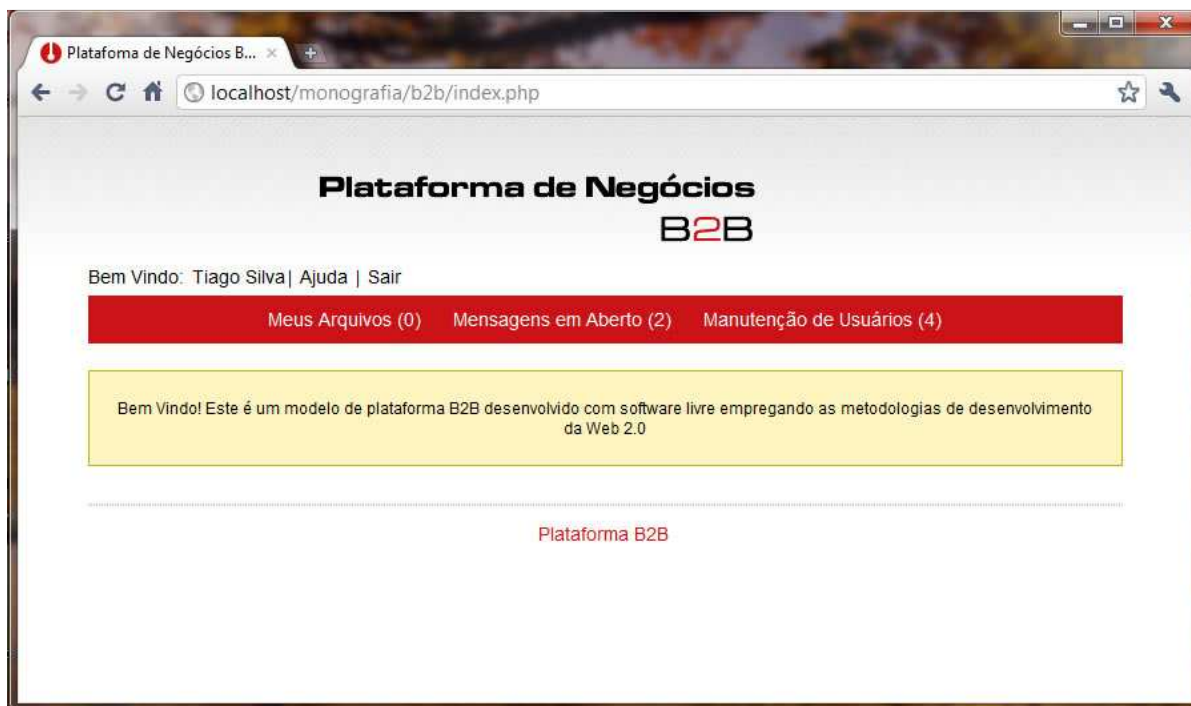 Platafoma de Negócios B...
localhost/monografia/b2b/index.php
Plataforma de Negócios
B2B
Bem Vindo: Tiago Silva| Ajuda | Sair
Meus Arquivos (0) Mensagens em Aberto (2) Manutenção de Usuários (4)
Bem Vindo! Este é um modelo de plataforma B2B desenvolvido com software livre empregando as metodologias de desenvolvimento
da Web 2.0
Plataforma B2B